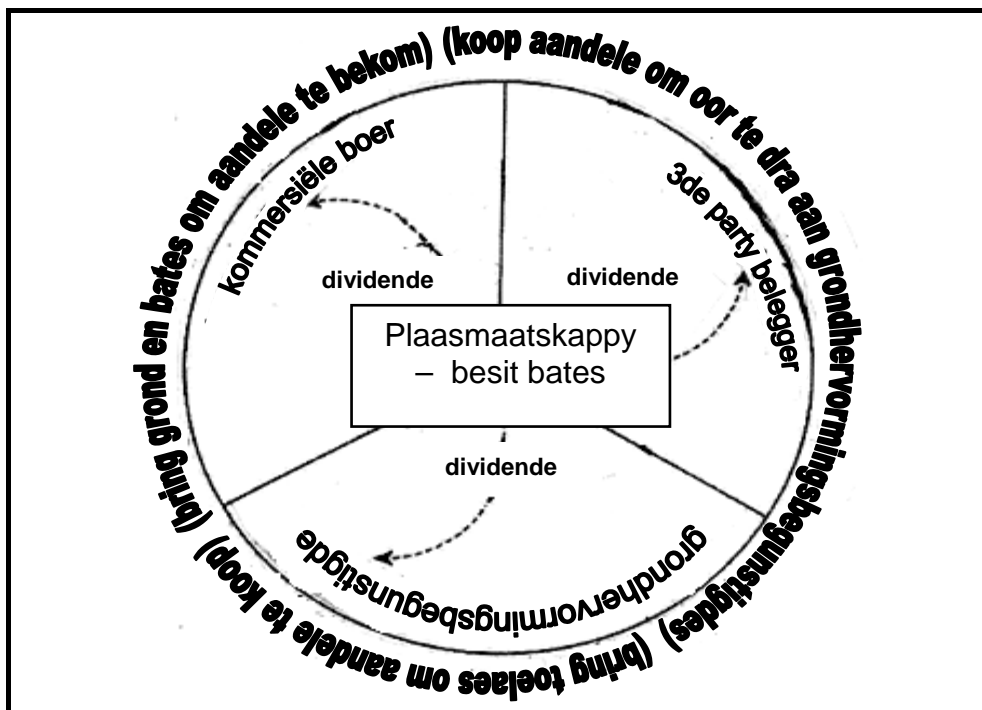 (bring grond en bates om aandele te bekom)
(koop aandele om oor te dra aan grondhervormingsbegunstigdes)
(bring toelaes om aandele te koop)
kommersiële boer
3de party belegger
dividende
dividende
Plaasmaatskappy
– besit bates
dividende
grondhervormingsbegunstigde